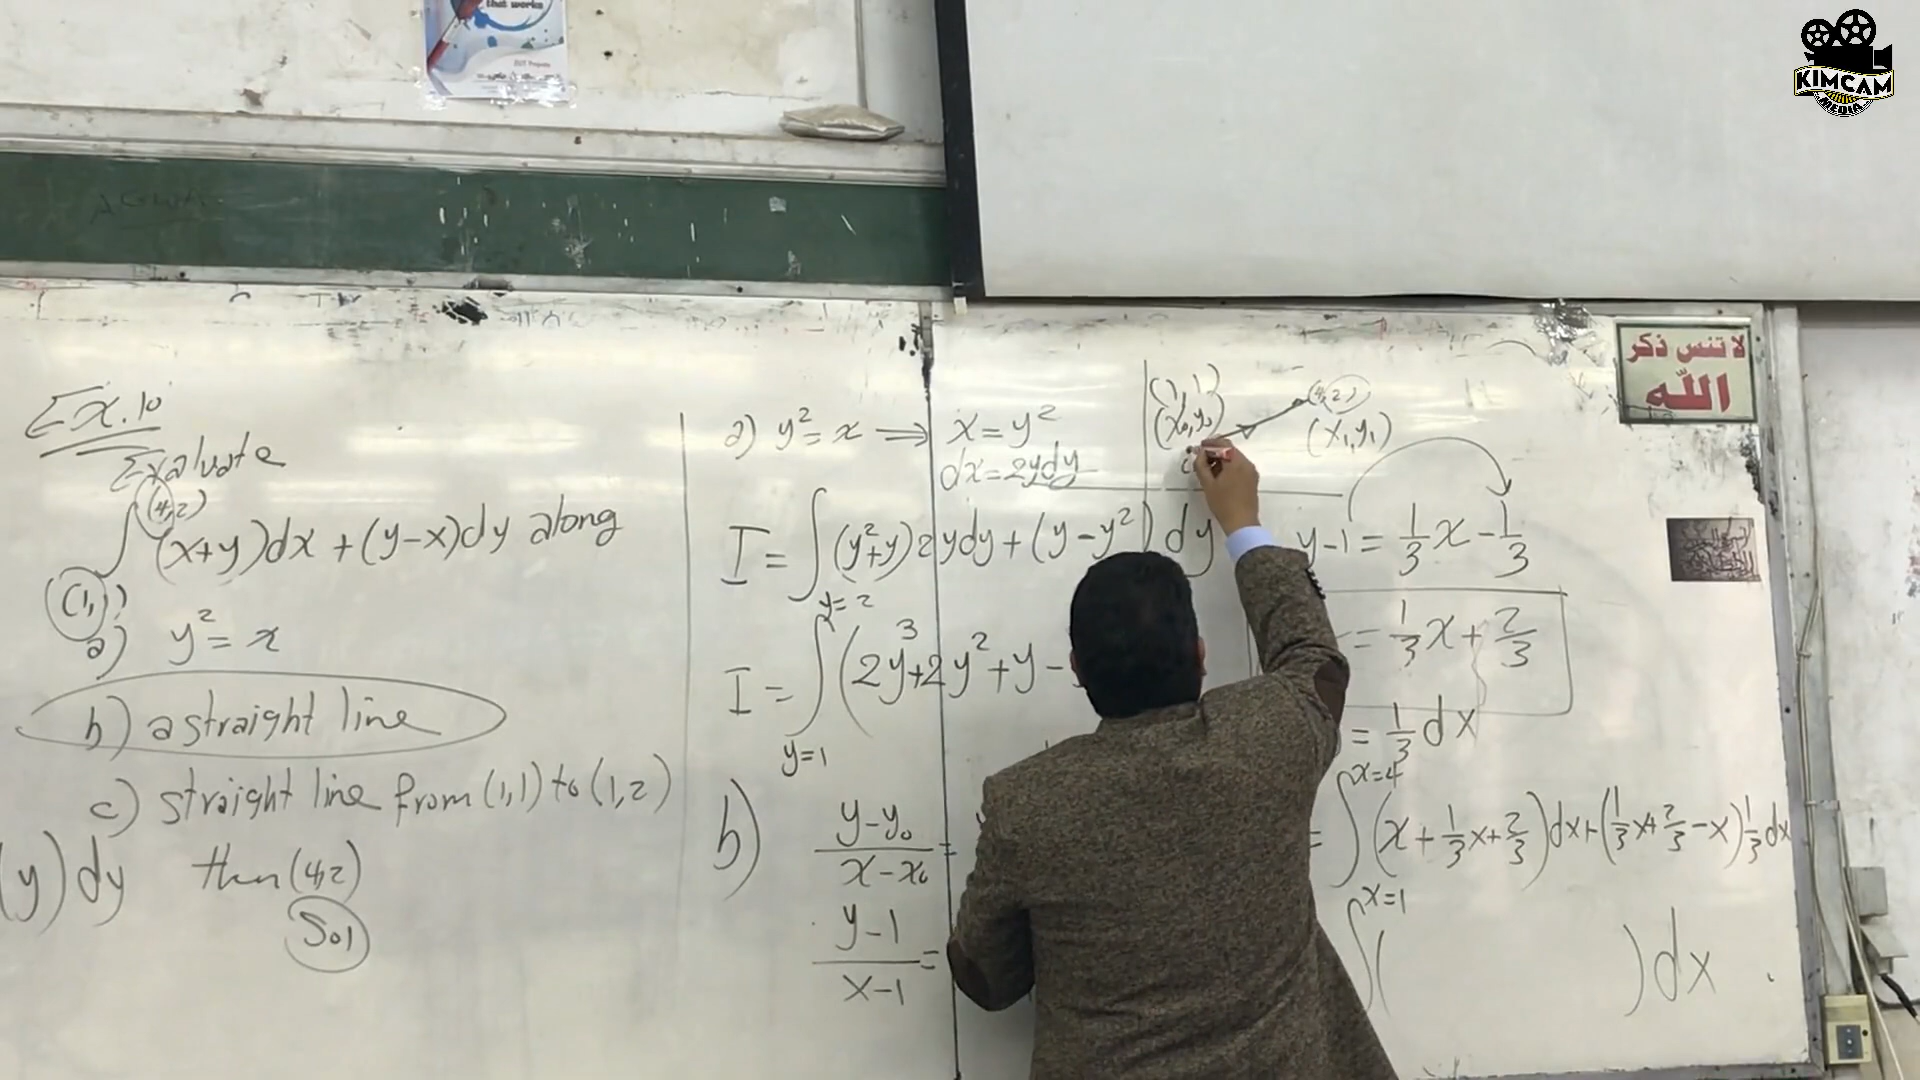 that works
KIMCAM
MEDIA
لا تنس ذكر
الله
Ex.10
Evaluate
∫(1,1)^(4,2) (x+y)dx + (y-x)dy along
a) y² = x
b) a straight line
c) straight line from (1,1) to (1,2)
y) dy then (4,2)
Sol
a) y² = x → x = y²
dx = 2ydy
I = ∫ (y²+y) 2ydy + (y-y²) dy
y=2
I = ∫ (2y³+2y²+y-
y=1
b) y-y₀
x-x₀ =
y-1
x-1 =
(1,1)
(x₀,y₀)
(4,2)
(x₁,y₁)
y-1 = 1/3 x - 1/3
= 1/3 x + 2/3
= 1/3 dx
x=4
= ∫ (x + 1/3 x + 2/3) dx + (1/3 x + 2/3 - x) 1/3 dx
x=1
∫ ( ) dx